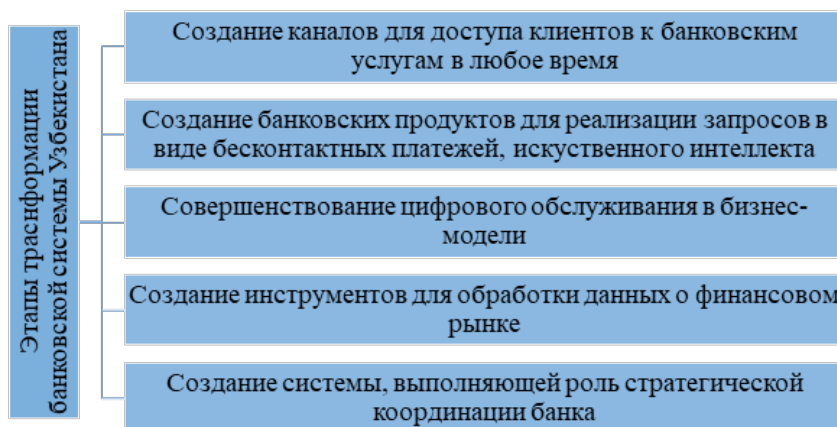 Этапы траснформации
банковской системы Узбекистана
Создание каналов для доступа клиентов к банковским
услугам в любое время
Создание банковских продуктов для реализации запросов в
виде бесконтактных платежей, искуственного интеллекта
Совершенствование цифрового обслуживания в бизнес-
модели
Создание инструментов для обработки данных о финансовом
рынке
Создание системы, выполняющей роль стратегической
координации банка